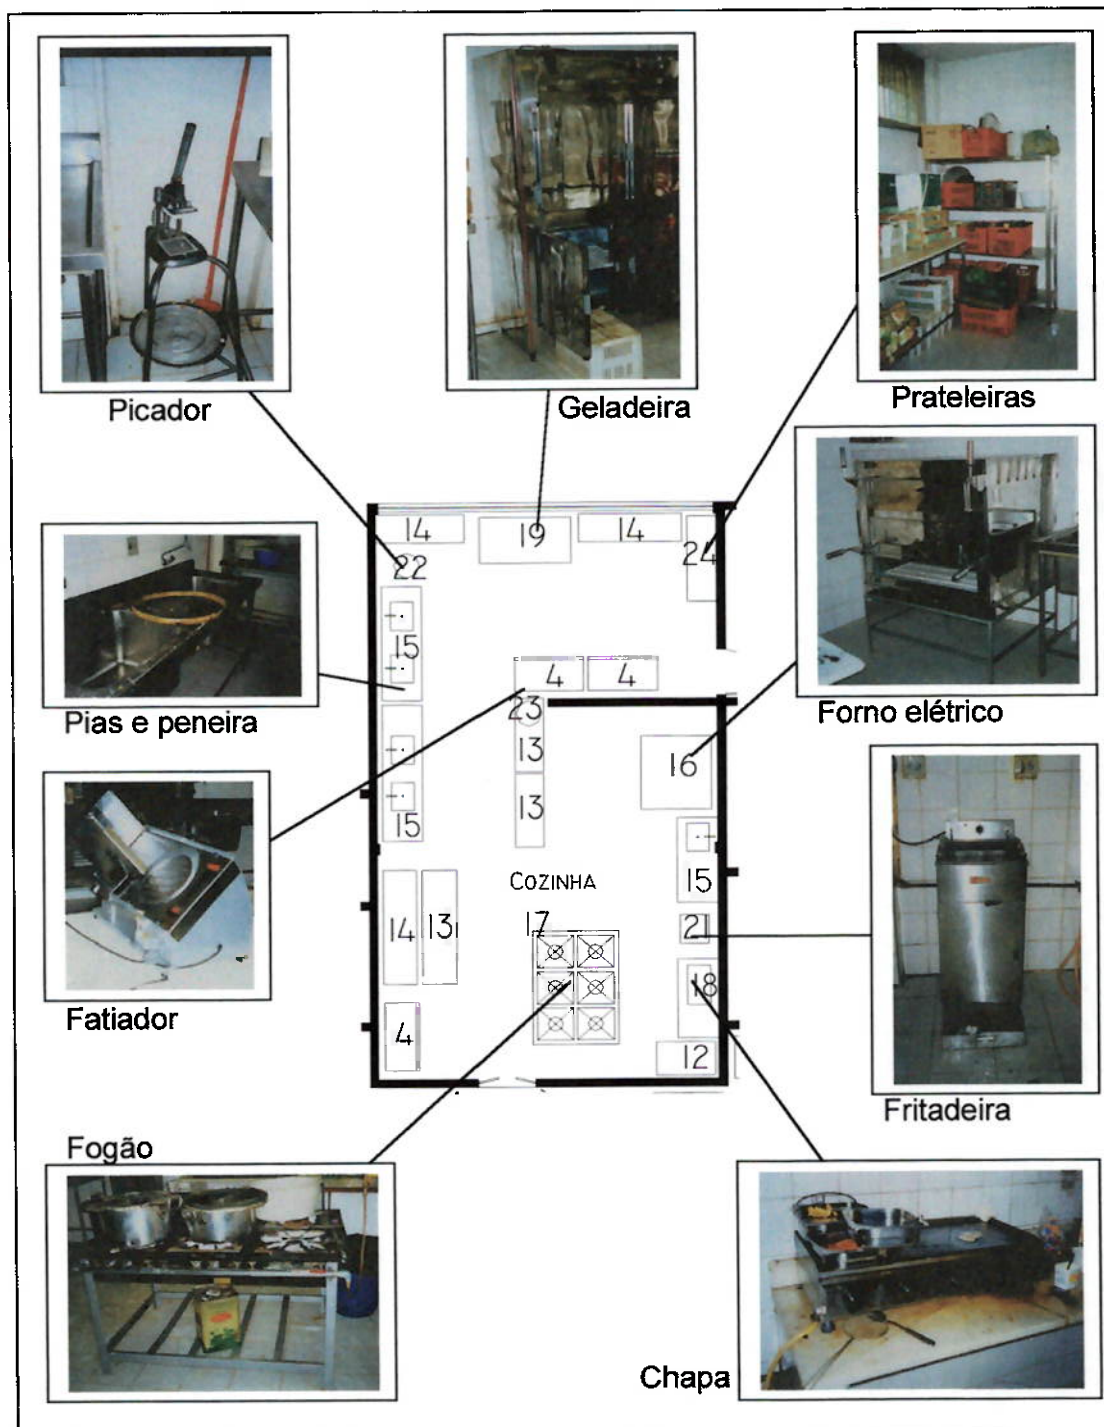 Picador
Geladeira
Prateleiras
14
19
14
24
22
15
4
4
Pias e peneira
23
Forno elétrico
13
16
13
15
COZINHA
15
17
21
14
13
18
Fatiador
4
12
Fritadeira
Fogão
Chapa